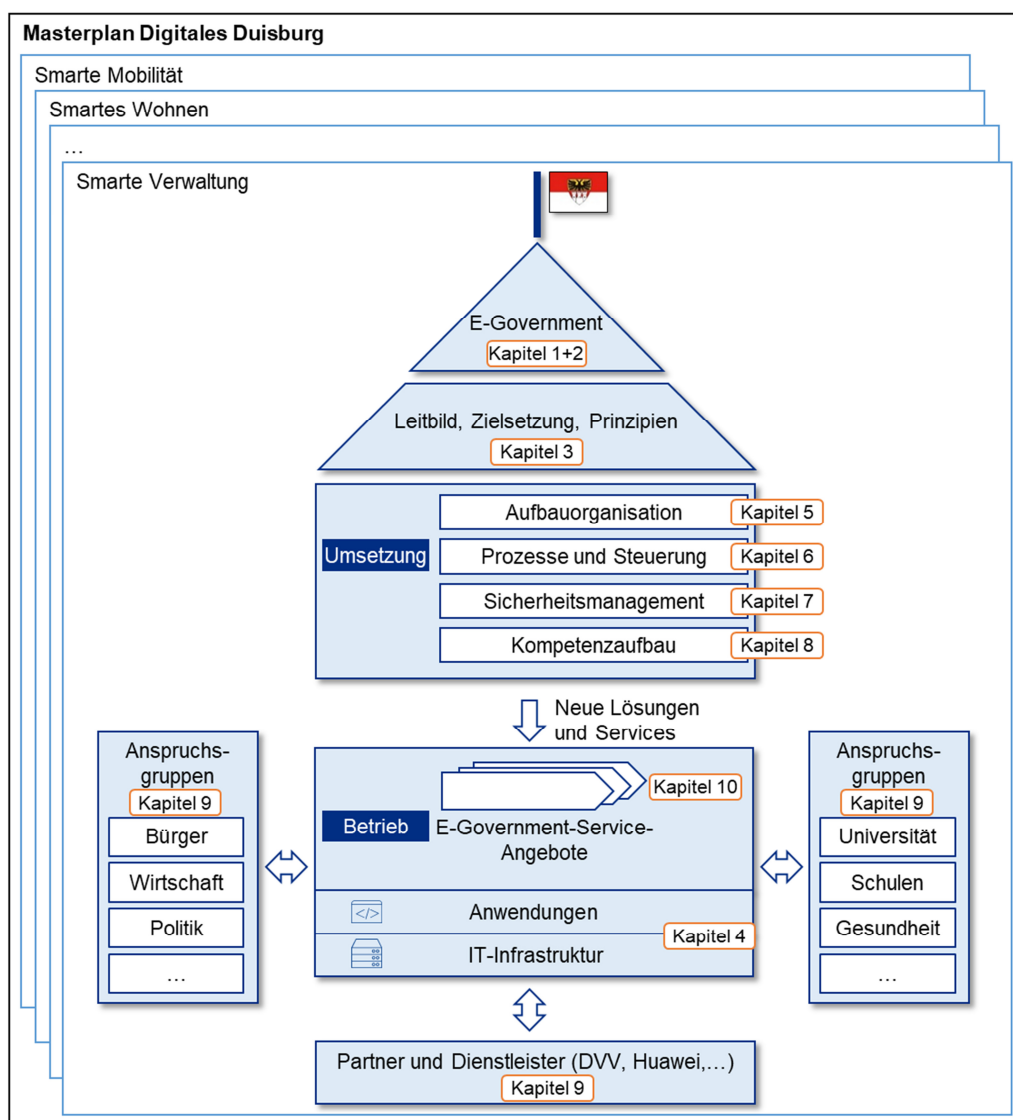 Masterplan Digitales Duisburg
Smarte Mobilität
Smartes Wohnen
...
Smarte Verwaltung
E-Government
Kapitel 1+2
Leitbild, Zielsetzung, Prinzipien
Kapitel 3
Umsetzung
Aufbauorganisation
Kapitel 5
Prozesse und Steuerung
Kapitel 6
Sicherheitsmanagement
Kapitel 7
Kompetenzaufbau
Kapitel 8
Neue Lösungen
und Services
Anspruchs-
gruppen
Kapitel 9
Bürger
Wirtschaft
Politik
...
Kapitel 10
Betrieb
E-Government-Service-
Angebote
</>
Anwendungen
Kapitel 4
IT-Infrastruktur
Anspruchs-
gruppen
Kapitel 9
Universität
Schulen
Gesundheit
...
Partner und Dienstleister (DVV, Huawei,...)
Kapitel 9